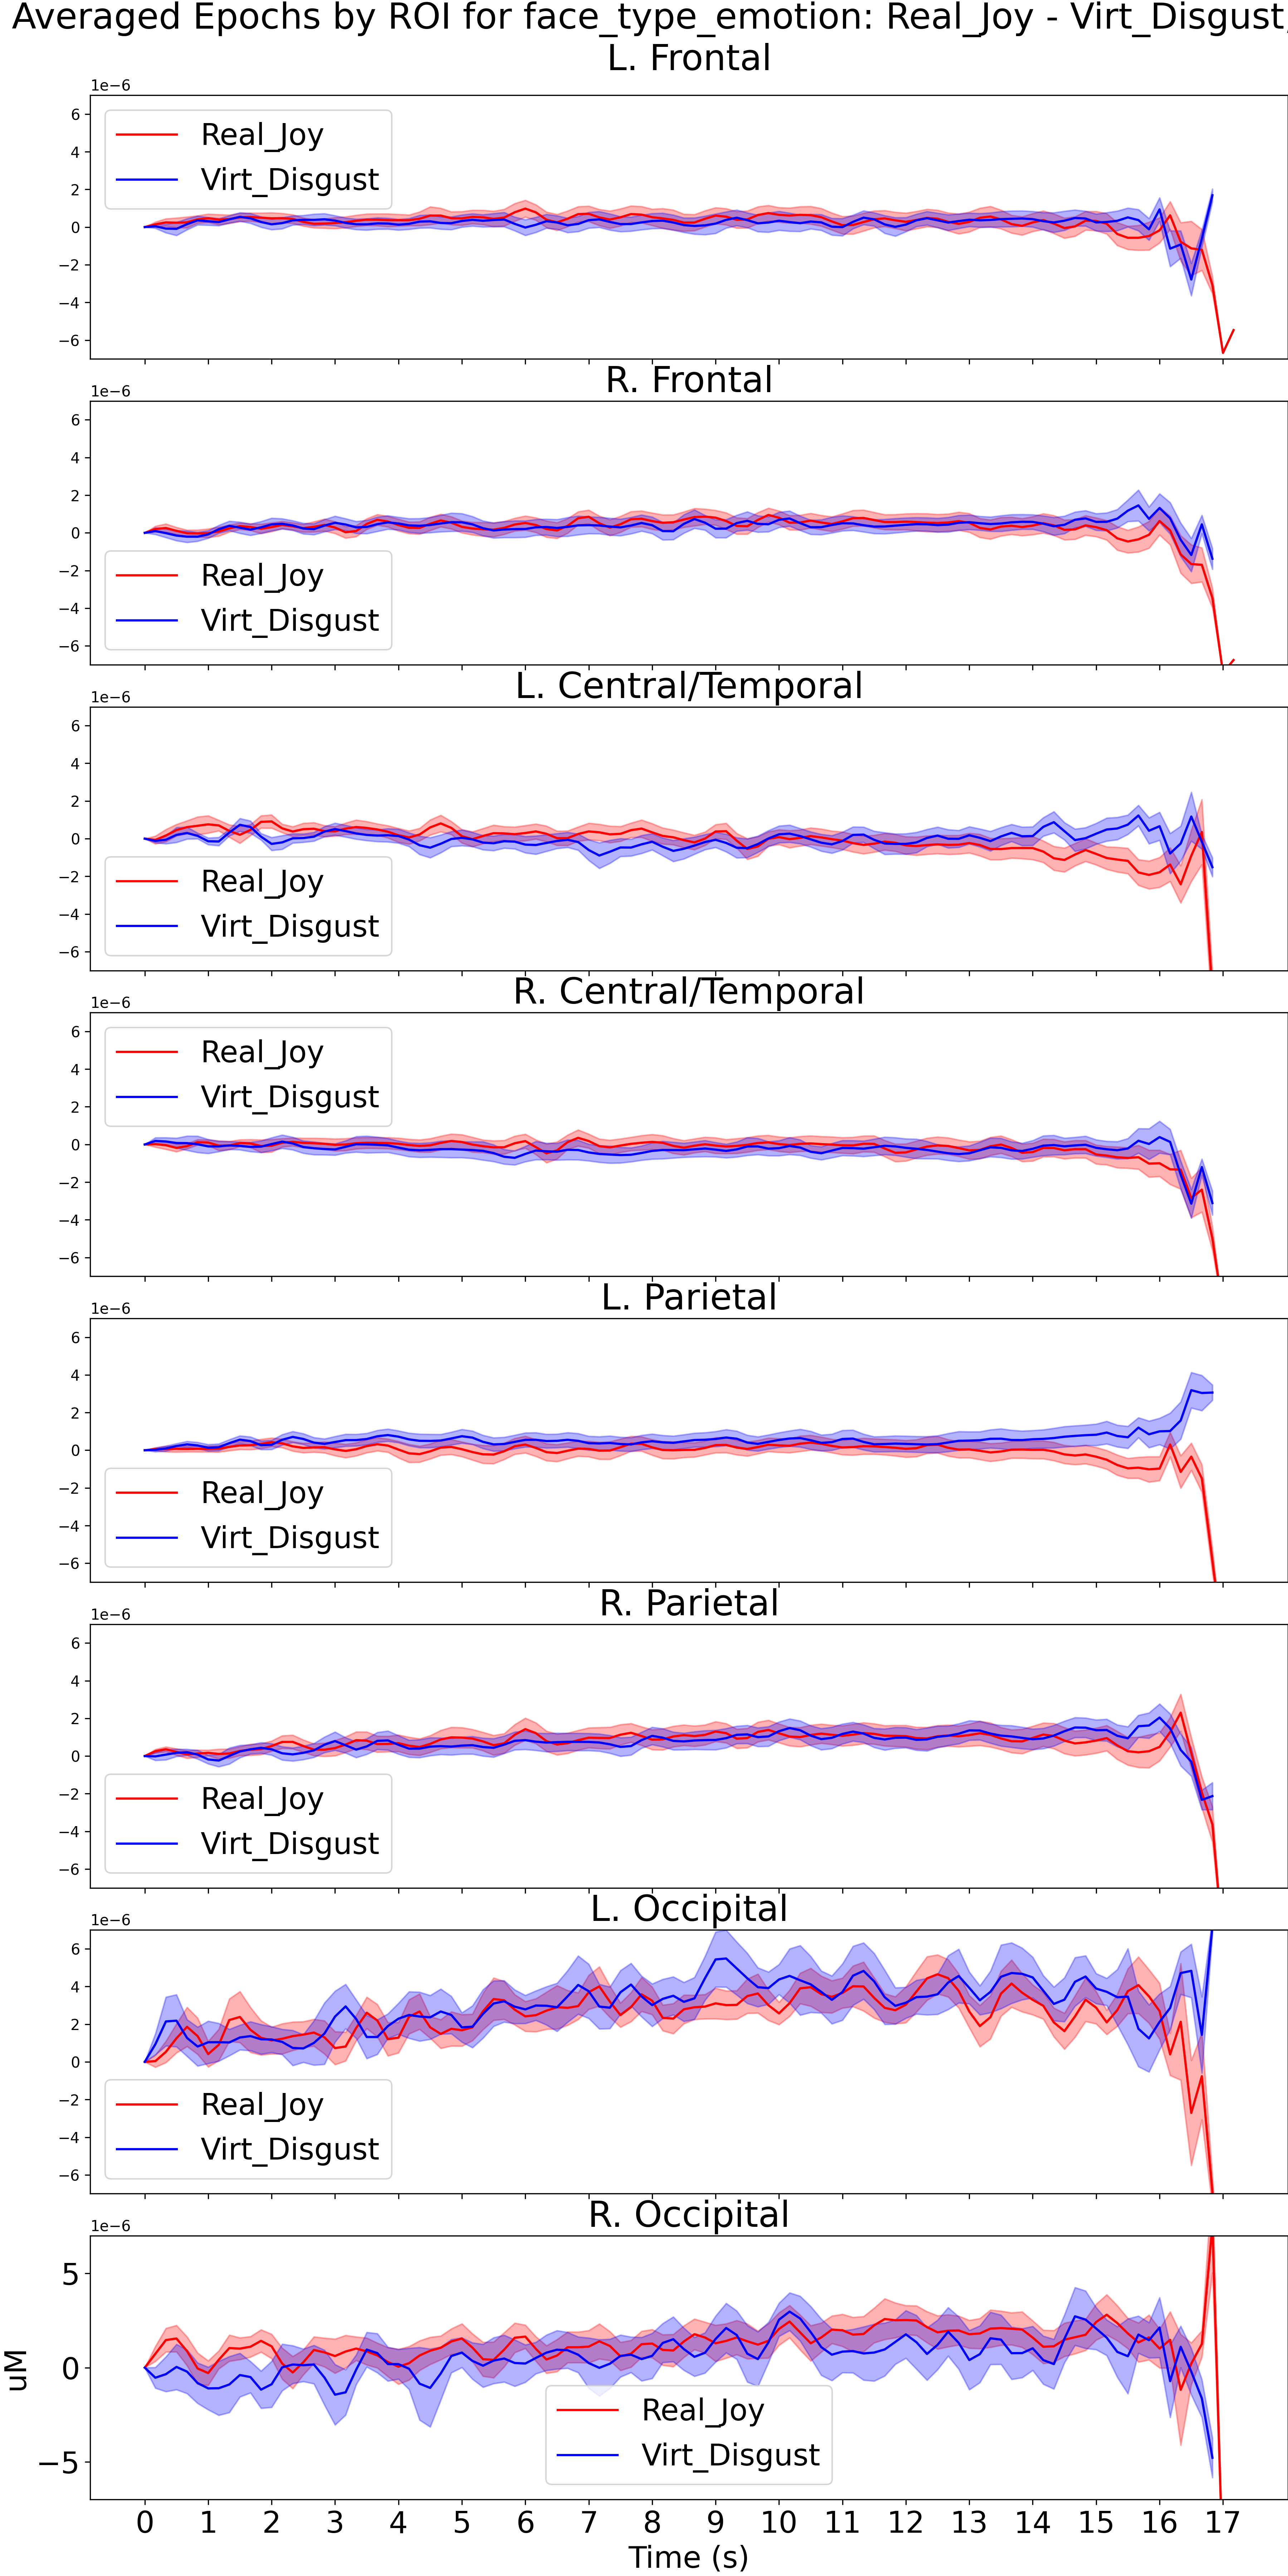 Averaged Epochs by ROI for face_type_emotion: Real_Joy - Virt_Disgust,
L. Frontal
1e−6
6
4
2
0
−2
−4
−6
Real_Joy
Virt_Disgust
R. Frontal
1e−6
6
4
2
0
−2
−4
−6
Real_Joy
Virt_Disgust
L. Central/Temporal
1e−6
6
4
2
0
−2
−4
−6
Real_Joy
Virt_Disgust
R. Central/Temporal
1e−6
6
4
2
0
−2
−4
−6
Real_Joy
Virt_Disgust
L. Parietal
1e−6
6
4
2
0
−2
−4
−6
Real_Joy
Virt_Disgust
R. Parietal
1e−6
6
4
2
0
−2
−4
−6
Real_Joy
Virt_Disgust
L. Occipital
1e−6
6
4
2
0
−2
−4
−6
Real_Joy
Virt_Disgust
R. Occipital
1e−6
5
0
−5
uM
Real_Joy
Virt_Disgust
0 1 2 3 4 5 6 7 8 9 10 11 12 13 14 15 16 17
Time (s)